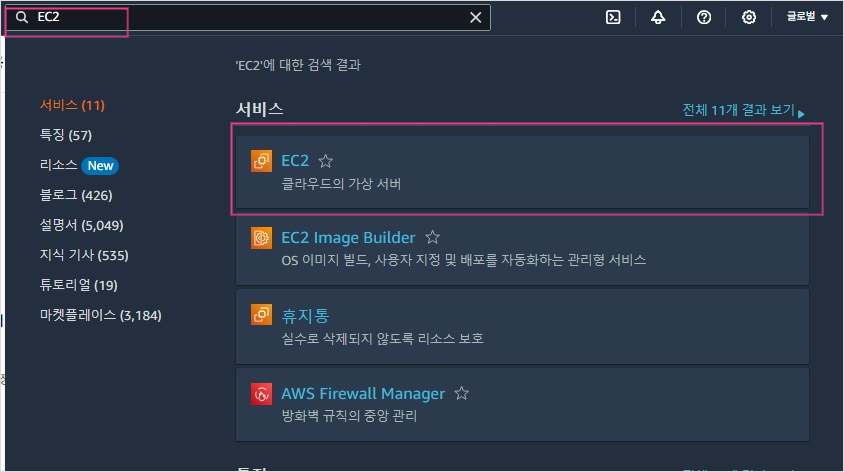 EC2
글로벌
'EC2'에 대한 검색 결과
서비스 (11)
특징 (57)
리소스 New
블로그 (426)
설명서 (5,049)
지식 기사 (535)
튜토리얼 (19)
마켓플레이스 (3,184)
서비스
전체 11개 결과 보기
EC2
클라우드의 가상 서버
EC2 Image Builder
OS 이미지 빌드, 사용자 지정 및 배포를 자동화하는 관리형 서비스
휴지통
실수로 삭제되지 않도록 리소스 보호
AWS Firewall Manager
방화벽 규칙의 중앙 관리